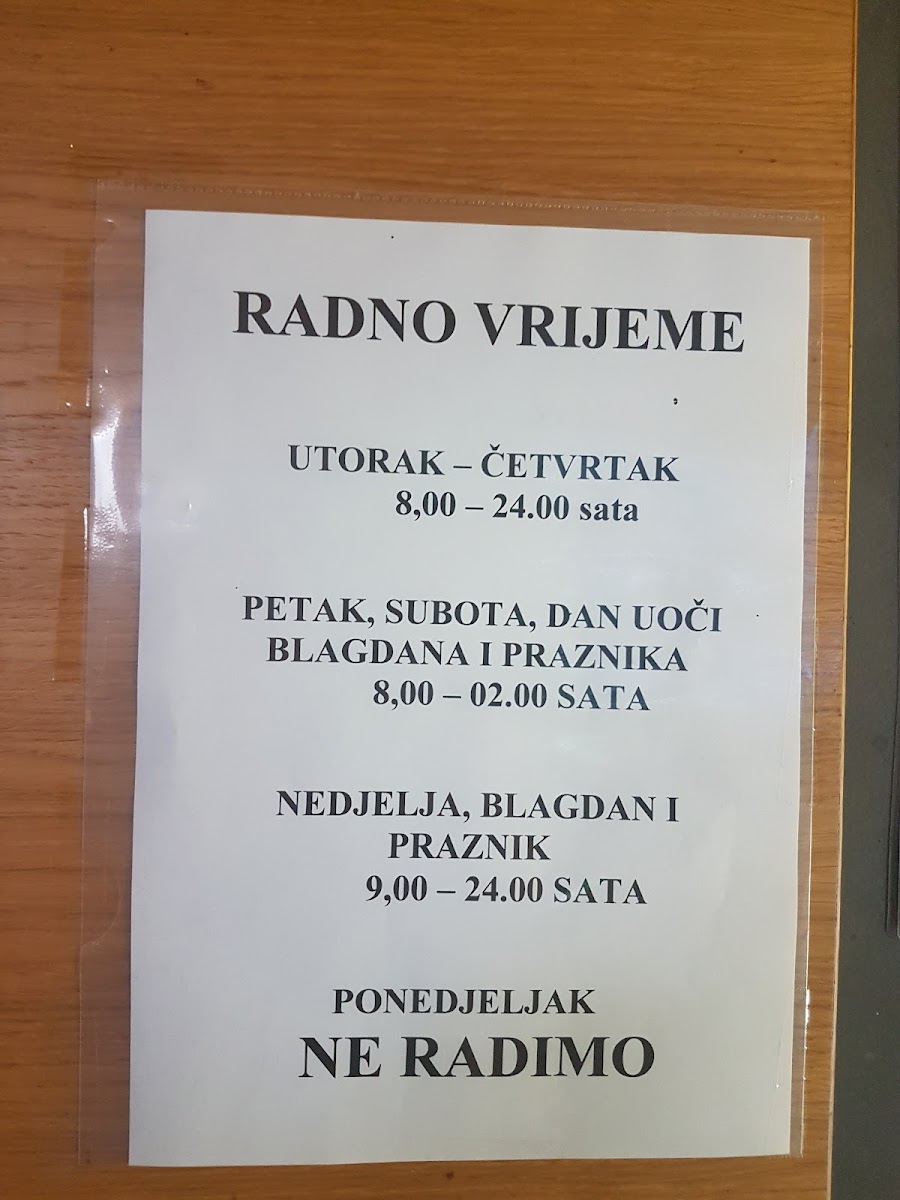 RADNO VRIJEME
UTORAK – ČETVRTAK
8,00 – 24.00 sata
PETAK, SUBOTA, DAN UOČI
BLAGDANA I PRAZNIKA
8,00 – 02.00 SATA
NEDJELJA, BLAGDAN I
PRAZNIK
9,00 – 24.00 SATA
PONEDJELJAK
NE RADIMO